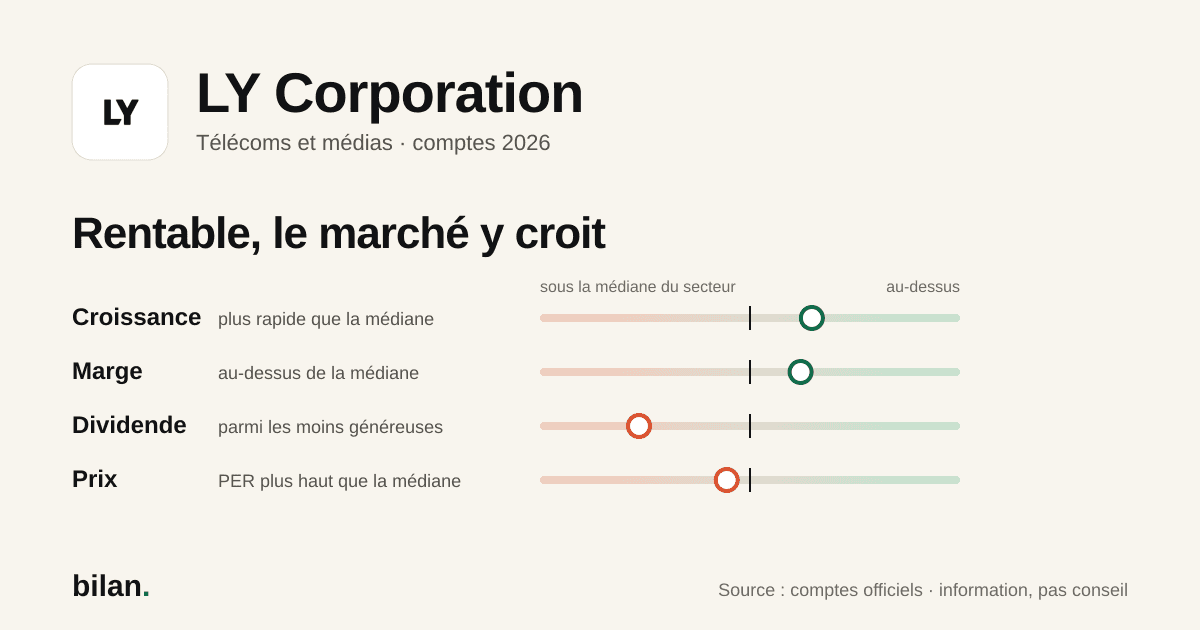 LY
LY Corporation
Télécoms et médias · comptes 2026
Rentable, le marché y croit
sous la médiane du secteur au-dessus
Croissance plus rapide que la médiane
Marge au-dessus de la médiane
Dividende parmi les moins généreuses
Prix PER plus haut que la médiane
bilan.
Source : comptes officiels · information, pas conseil